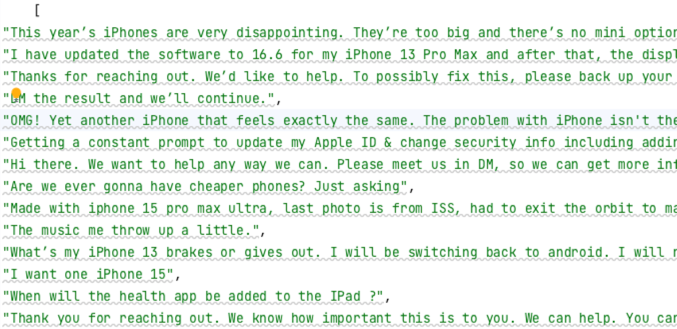 [
"This year’s iPhones are very disappointing. They’re too big and there’s no mini option
"I have updated the software to 16.6 for my iPhone 13 Pro Max and after that, the displ
"Thanks for reaching out. We’d like to help. To possibly fix this, please back up your
"DM the result and we’ll continue.",
"OMG! Yet another iPhone that feels exactly the same. The problem with iPhone isn't the
"Getting a constant prompt to update my Apple ID & change security info including addin
"Hi there. We want to help any way we can. Please meet us in DM, so we can get more inf
"Are we ever gonna have cheaper phones? Just asking",
"Made with iphone 15 pro max ultra, last photo is from ISS, had to exit the orbit to ma
"The music me throw up a little.",
"What’s my iPhone 13 brakes or gives out. I will be switching back to android. I will n
"I want one iPhone 15",
"When will the health app be added to the IPad ?",
"Thank you for reaching out. We know how important this is to you. We can help. You can